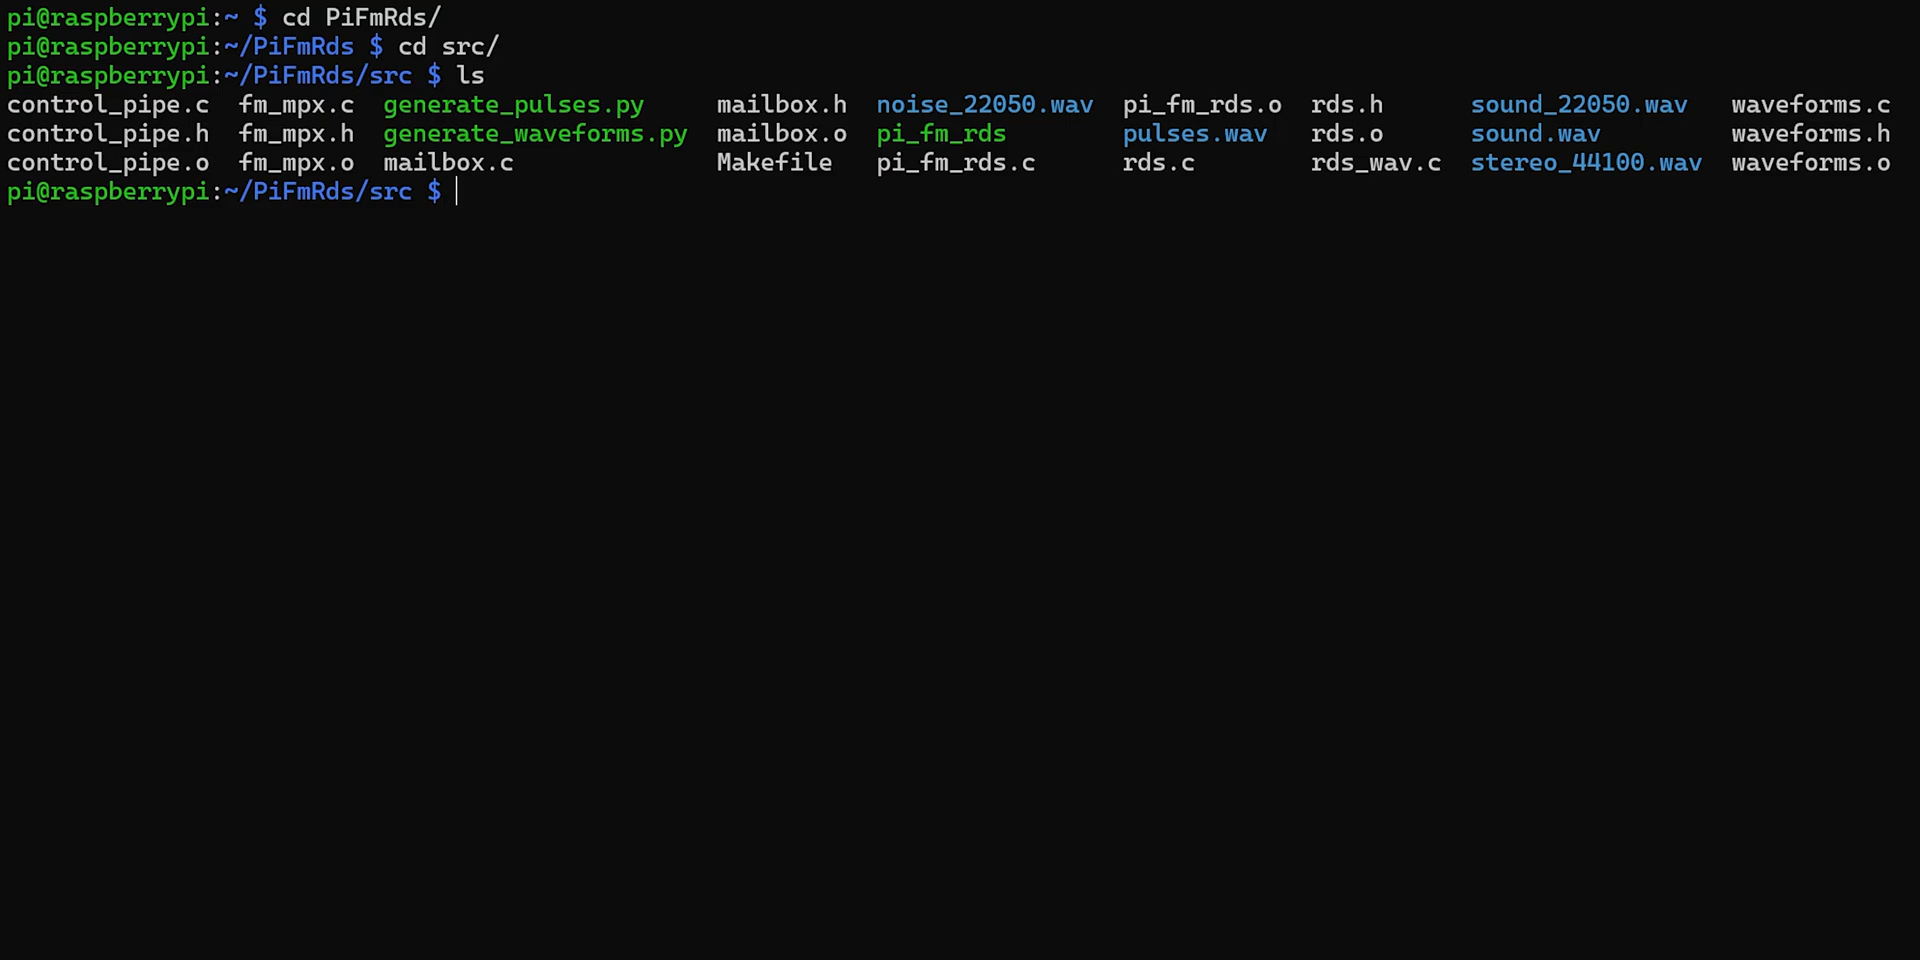 pi@raspberrypi:~ $ cd PiFmRds/
pi@raspberrypi:~/PiFmRds $ cd src/
pi@raspberrypi:~/PiFmRds/src $ ls
control_pipe.c  fm_mpx.c  generate_pulses.py     mailbox.h  noise_22050.wav  pi_fm_rds.o  rds.h      sound_22050.wav   waveforms.c
control_pipe.h  fm_mpx.h  generate_waveforms.py  mailbox.o  pi_fm_rds        pulses.wav   rds.o      sound.wav         waveforms.h
control_pipe.o  fm_mpx.o  mailbox.c              Makefile   pi_fm_rds.c      rds.c        rds_wav.c  stereo_44100.wav  waveforms.o
pi@raspberrypi:~/PiFmRds/src $